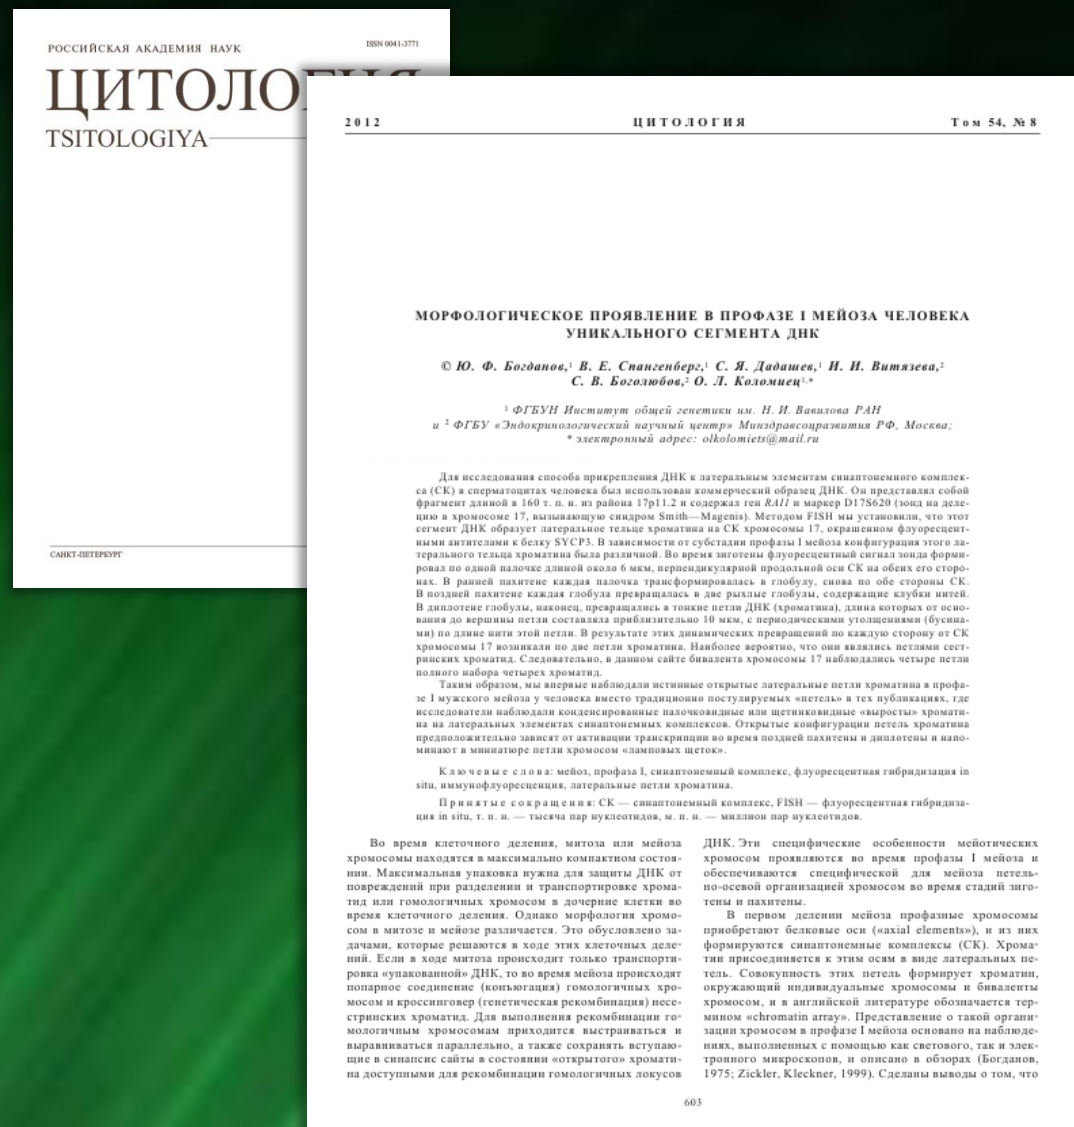 РОССИЙСКАЯ АКАДЕМИЯ НАУК
ISSN 0041-3771
ЦИТОЛОГИЯ
TSITOLOGIYA
САНКТ-ПЕТЕРБУРГ
2012 ЦИТОЛОГИЯ Том 54, № 8
МОРФОЛОГИЧЕСКОЕ ПРОЯВЛЕНИЕ В ПРОФАЗЕ I МЕЙОЗА ЧЕЛОВЕКА
УНИКАЛЬНОГО СЕГМЕНТА ДНК
© Ю. Ф. Богданов,¹ В. Е. Спангенберг,¹ С. Я. Дадашев,¹ И. И. Витязева,²
С. В. Боголюбов,² О. Л. Коломиец¹,*
¹ ФГБУН Институт общей генетики им. Н. И. Вавилова РАН
и ² ФГБУ «Эндокринологический научный центр» Минздравсоцразвития РФ, Москва;
* электронный адрес: olkolomiets@mail.ru
Для исследования способа прикрепления ДНК к латеральным элементам синаптонемного комплек-
са (СК) в сперматоцитах человека был использован коммерческий образец ДНК. Он представлял собой
фрагмент длиной в 160 т. п. н. из района 17p11.2 и содержал ген RAI1 и маркер D17S620 (зонд на деле-
цию в хромосоме 17, вызывающую синдром Smith—Magenis). Методом FISH мы установили, что этот
сегмент ДНК образует латеральное тельце хроматина на СК хромосомы 17, окрашенном флуоресцент-
ными антителами к белку SYCP3. В зависимости от субстадии профазы I мейоза конфигурация этого ла-
терального тельца хроматина была различной. Во время зиготены флуоресцентный сигнал зонда форми-
ровал по одной палочке длиной около 6 мкм, перпендикулярной продольной оси СК на обеих его сторо-
нах. В ранней пахитене каждая палочка трансформировалась в глобулу, снова по обе стороны СК.
В поздней пахитене каждая глобула превращалась в две рыхлые глобулы, содержащие клубки нитей.
В диплотене глобулы, наконец, превращались в тонкие петли ДНК (хроматина), длина которых от осно-
вания до вершины петли составляла приблизительно 10 мкм, с периодическими утолщениями (бусина-
ми) по длине нити этой петли. В результате этих динамических превращений по каждую сторону от СК
хромосомы 17 возникали по две петли хроматина. Наиболее вероятно, что они являлись петлями сест-
ринских хроматид. Следовательно, в данном сайте бивалента хромосомы 17 наблюдались четыре петли
полного набора четырех хроматид.
Таким образом, мы впервые наблюдали истинные открытые латеральные петли хроматина в профа-
зе I мужского мейоза у человека вместо традиционно постулируемых «петель» в тех публикациях, где
исследователи наблюдали конденсированные палочковидные или щетинковидные «выросты» хромати-
на на латеральных элементах синаптонемных комплексов. Открытые конфигурации петель хроматина
предположительно зависят от активации транскрипции во время поздней пахитены и диплотены и напо-
минают в миниатюре петли хромосом «ламповых щеток».
Ключевые слова: мейоз, профаза I, синаптонемный комплекс, флуоресцентная гибридизация in
situ, иммунофлуоресценция, латеральные петли хроматина.
Принятые сокращения: СК — синаптонемный комплекс, FISH — флуоресцентная гибридиза-
ция in situ, т. п. н. — тысяча пар нуклеотидов, м. п. н. — миллион пар нуклеотидов.
Во время клеточного деления, митоза или мейоза
хромосомы находятся в максимально компактном состоя-
нии. Максимальная упаковка нужна для защиты ДНК от
повреждений при разделении и транспортировке хрома-
тид или гомологичных хромосом в дочерние клетки во
время клеточного деления. Однако морфология хромо-
сом в митозе и мейозе различается. Это обусловлено за-
дачами, которые решаются в ходе этих клеточных деле-
ний. Если в ходе митоза происходит только транспорти-
ровка «упакованной» ДНК, то во время мейоза происходят
попарное соединение (конъюгация) гомологичных хро-
мосом и кроссинговер (генетическая рекомбинация) несе-
стринских хроматид. Для выполнения рекомбинации го-
мологичным хромосомам приходится выстраиваться и
выравниваться параллельно, а также сохранять вступаю-
щие в синапсис сайты в состоянии «открытого» хромати-
на доступными для рекомбинации гомологичных локусов
ДНК. Эти специфические особенности мейотических
хромосом проявляются во время профазы I мейоза и
обеспечиваются специфической для мейоза петель-
но-осевой организацией хромосом во время стадий зиго-
тены и пахитены.
В первом делении мейоза профазные хромосомы
приобретают белковые оси («axial elements»), и из них
формируются синаптонемные комплексы (СК). Хрома-
тин присоединяется к этим осям в виде латеральных пе-
тель. Совокупность этих петель формирует хроматин,
окружающий индивидуальные хромосомы и биваленты
хромосом, и в английской литературе обозначается тер-
мином «chromatin array». Представление о такой органи-
зации хромосом в профазе I мейоза основано на наблюде-
ниях, выполненных с помощью как светового, так и элек-
тронного микроскопов, и описано в обзорах (Богданов,
1975; Zickler, Kleckner, 1999). Сделаны выводы о том, что
603